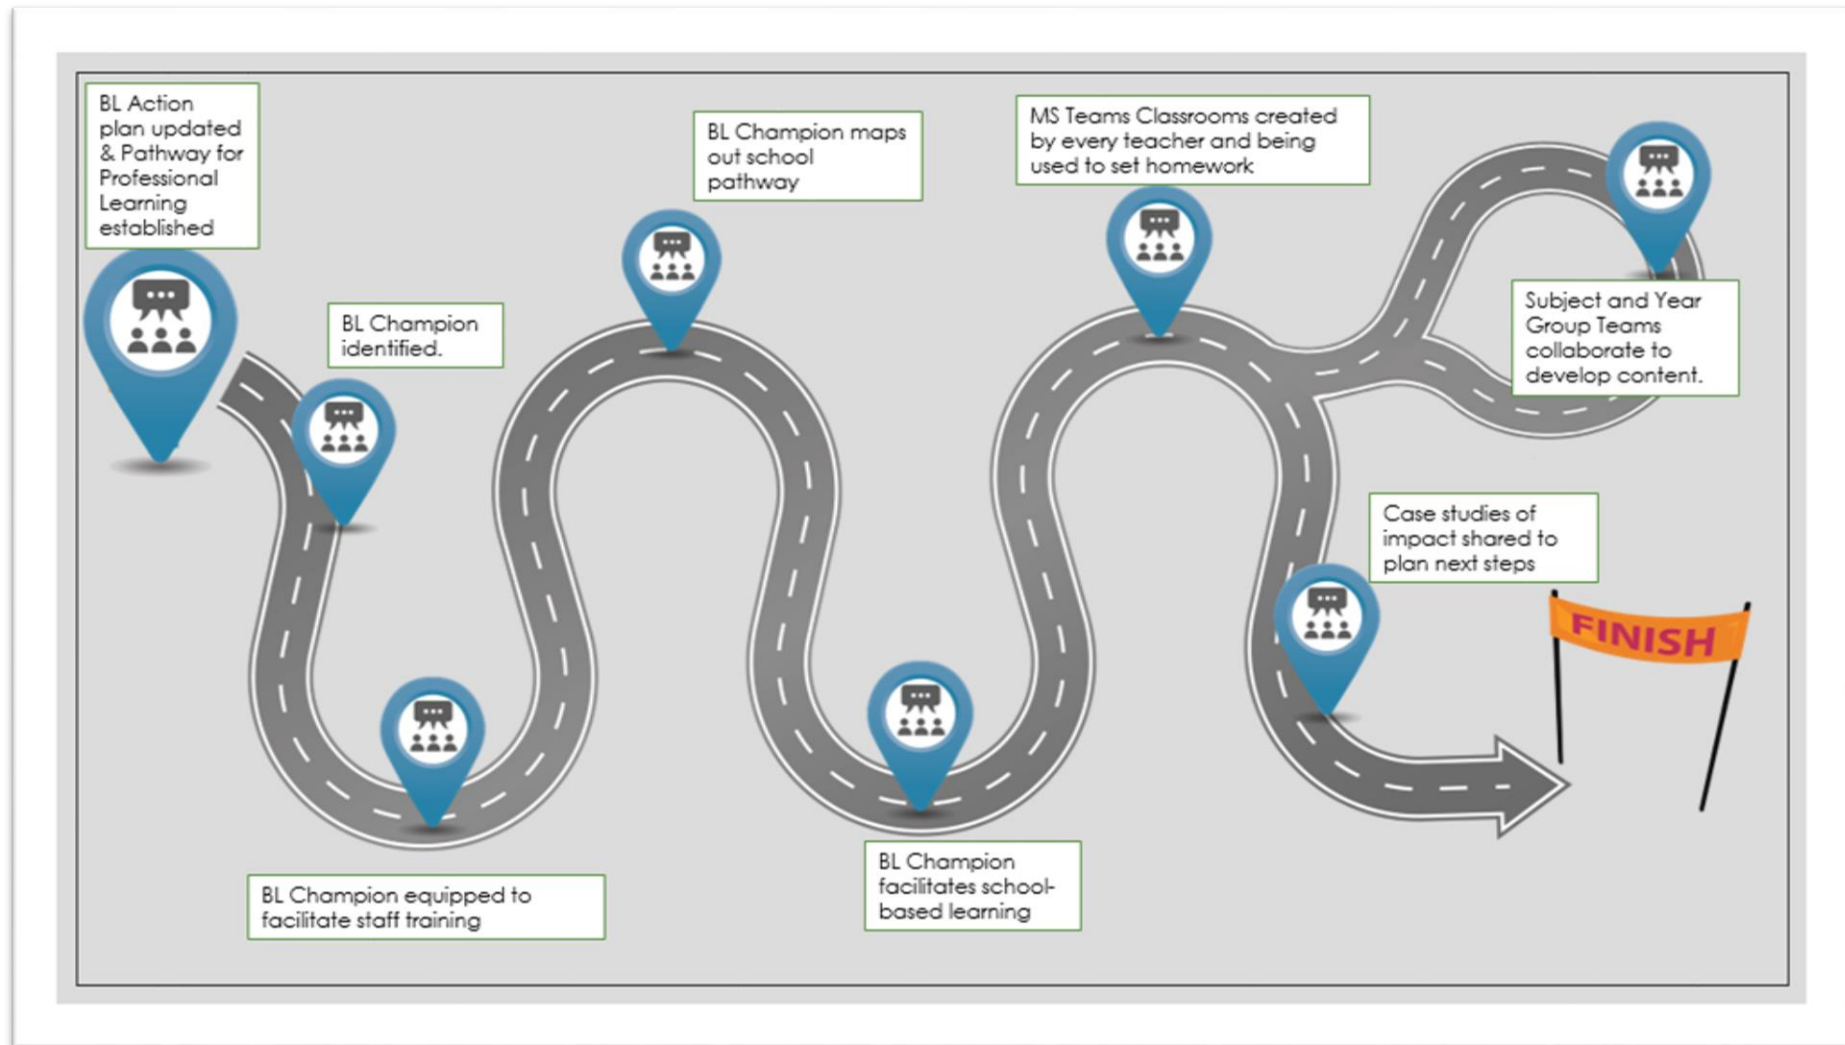 BL Action
plan updated
& Pathway for
Professional
Learning
established
BL Champion
identified.
BL Champion equipped to
facilitate staff training
BL Champion maps
out school
pathway
BL Champion
facilitates school-
based learning
MS Teams Classrooms created
by every teacher and being
used to set homework
Subject and Year
Group Teams
collaborate to
develop content.
Case studies of
impact shared to
plan next steps
FINISH